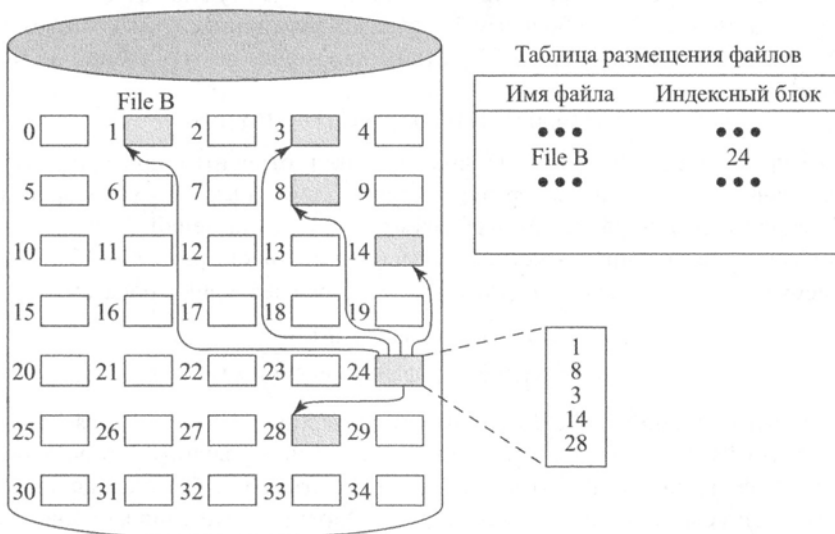 Таблица размещения файлов
Имя файла Индексный блок
••• •••
File B 24
••• •••
File B
0 1 2 3 4
5 6 7 8 9
10 11 12 13 14
15 16 17 18 19
20 21 22 23 24
25 26 27 28 29
30 31 32 33 34
1
8
3
14
28